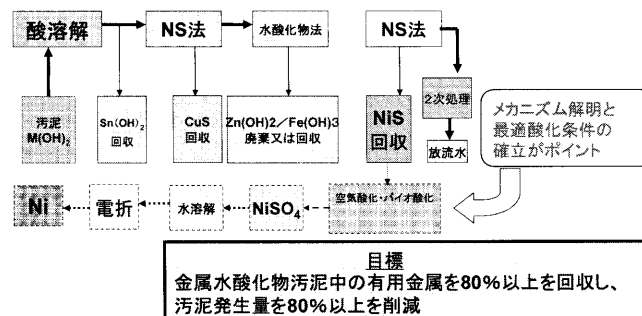 酸溶解
NS法
水酸化物法
NS法
汚泥
M(OH)₂
Sn(OH)₂
回収
CuS
回収
Zn(OH)2/Fe(OH)3
廃棄又は回収
NiS
回収
2次処理
放流水
メカニズム解明と
最適酸化条件の
確立がポイント
Ni
電折
水溶解
NiSO₄
空気酸化・バイオ酸化
目標
金属水酸化物汚泥中の有用金属を80%以上を回収し、
汚泥発生量を80%以上を削減